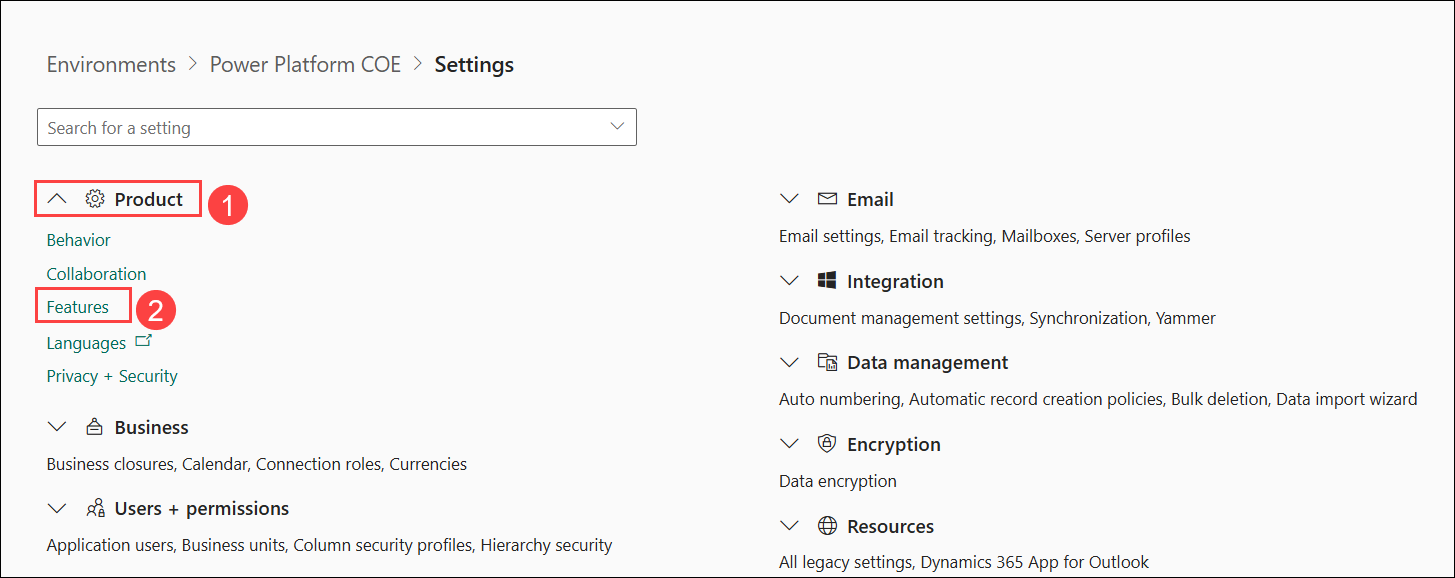 Environments > Power Platform COE > Settings
Search for a setting
Product 1
Behavior
Collaboration
Features 2
Languages
Privacy + Security
Business
Business closures, Calendar, Connection roles, Currencies
Users + permissions
Application users, Business units, Column security profiles, Hierarchy security
Email
Email settings, Email tracking, Mailboxes, Server profiles
Integration
Document management settings, Synchronization, Yammer
Data management
Auto numbering, Automatic record creation policies, Bulk deletion, Data import wizard
Encryption
Data encryption
Resources
All legacy settings, Dynamics 365 App for Outlook